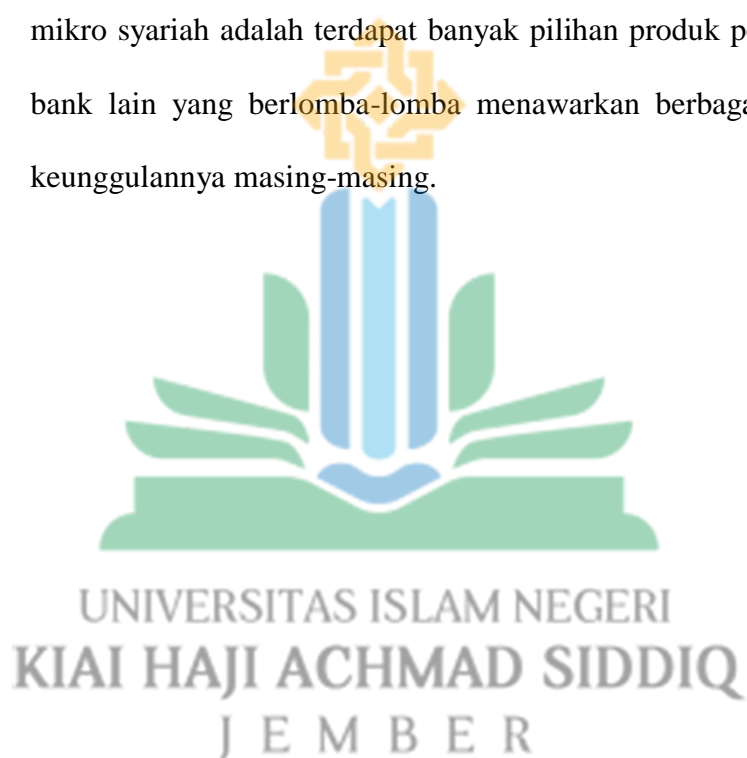 mikro syariah adalah terdapat banyak pilihan produk
bank lain yang berlomba-lomba menawarkan
keunggulannya masing-masing.
UNIVERSITAS ISLAM NEGERI
KIAI HAJI ACHMAD SIDDIQ
JEMBER